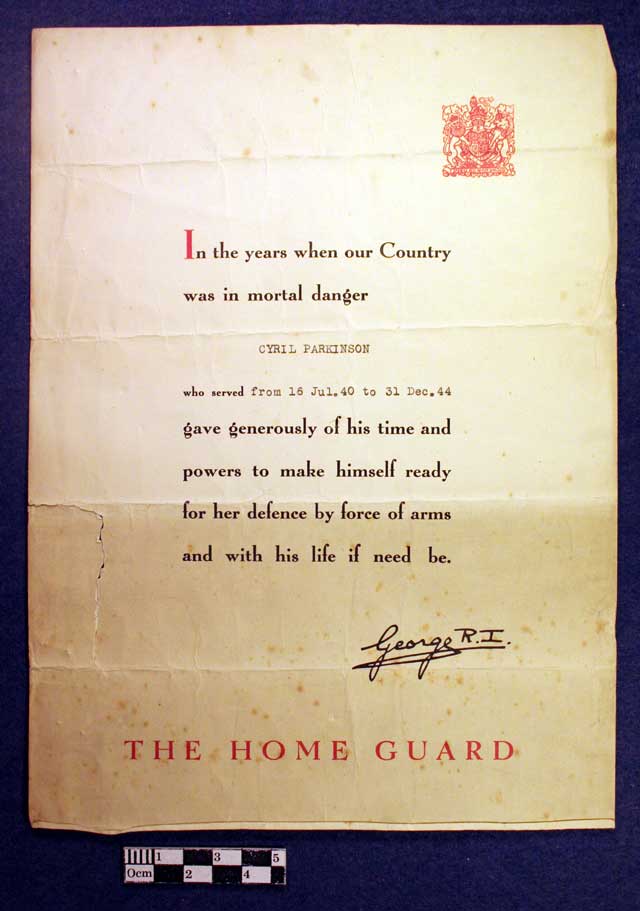 In the years when our Country
was in mortal danger
CYRIL PARKINSON
who served from 16 Jul.40 to 31 Dec.44
gave generously of his time and
powers to make himself ready
for her defence by force of arms
and with his life if need be.
George R.I.
THE HOME GUARD
1 3 5
0cm 2 4